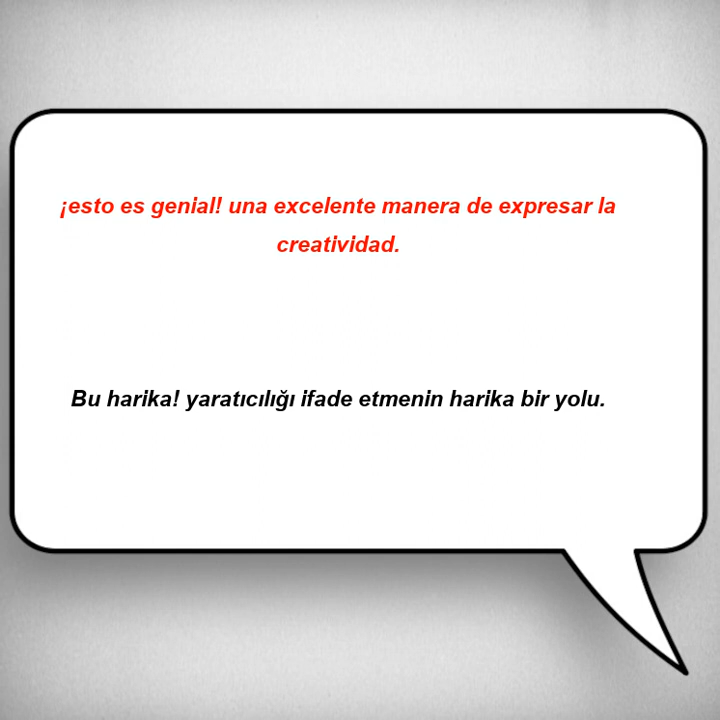 ¡esto es genial! una excelente manera de expresar la
creatividad.
Bu harika! yaratıcılığı ifade etmenin harika bir yolu.